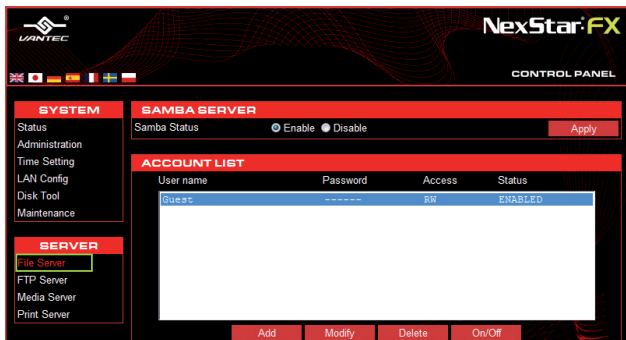 VANTEC
NexStar FX
CONTROL PANEL
SYSTEM
Status
Administration
Time Setting
LAN Config
Disk Tool
Maintenance
SERVER
File Server
FTP Server
Media Server
Print Server
SAMBA SERVER
Samba Status Enable Disable Apply
ACCOUNT LIST
User name Password Access Status
Guest ------ RW ENABLED
Add Modify Delete On/Off